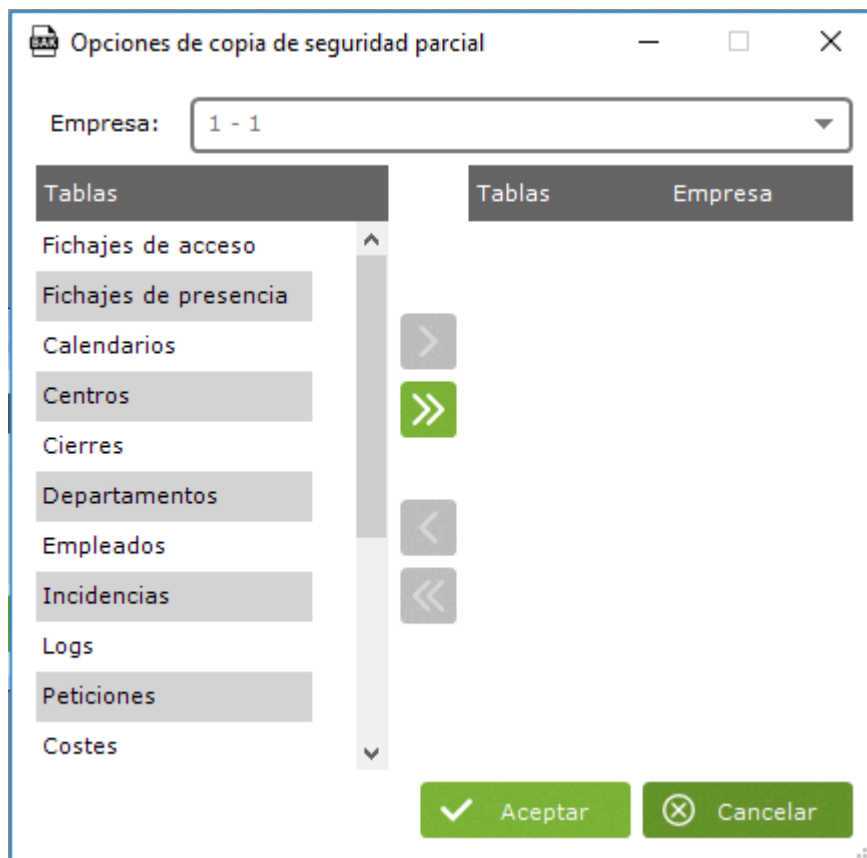 BAK Opciones de copia de seguridad parcial
Empresa: 1 - 1
Tablas
Fichajes de acceso
Fichajes de presencia
Calendarios
Centros
Cierres
Departamentos
Empleados
Incidencias
Logs
Peticiones
Costes
Tablas Empresa
Aceptar Cancelar